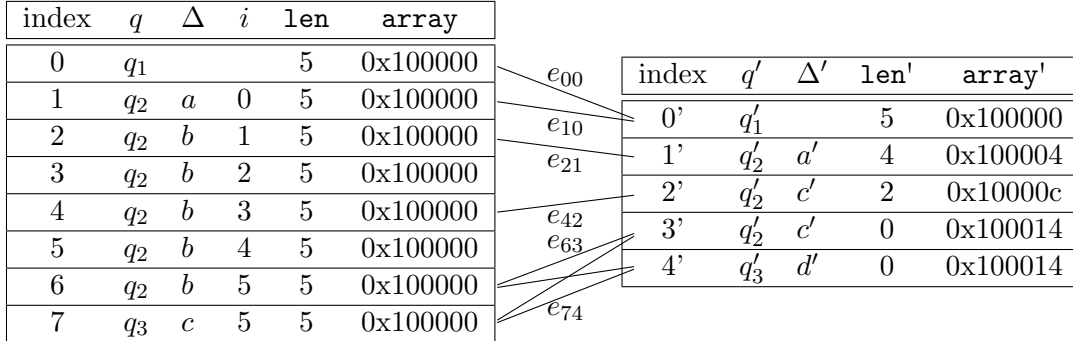 index q Δ i len array
0 q₁ 5 0x100000
1 q₂ a 0 5 0x100000
2 q₂ b 1 5 0x100000
3 q₂ b 2 5 0x100000
4 q₂ b 3 5 0x100000
5 q₂ b 4 5 0x100000
6 q₂ b 5 5 0x100000
7 q₃ c 5 5 0x100000
e₀₀
e₁₀
e₂₁
e₄₂
e₆₃
e₇₄
index q′ Δ′ len' array'
0’ q′₁ 5 0x100000
1’ q′₂ a′ 4 0x100004
2’ q′₂ c′ 2 0x10000c
3’ q′₂ c′ 0 0x100014
4’ q′₃ d′ 0 0x100014